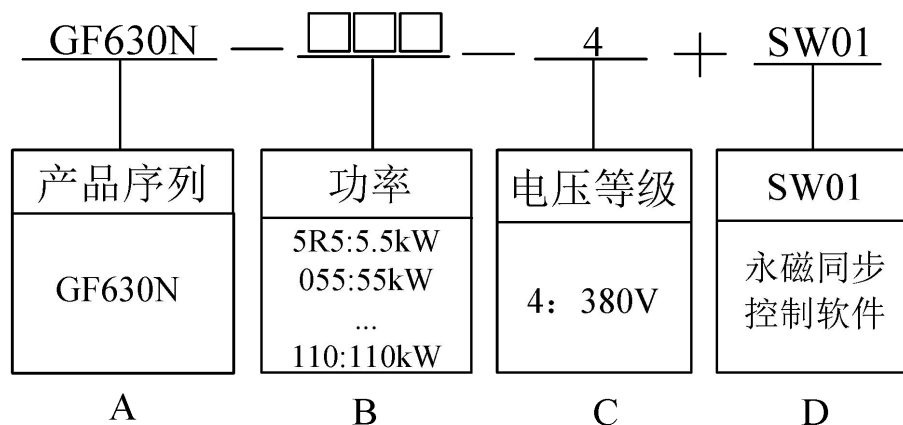 GF630N — □□□ — 4 + SW01
产品序列
GF630N
功率
5R5:5.5kW
055:55kW
...
110:110kW
电压等级
4：380V
SW01
永磁同步
控制软件
A B C D